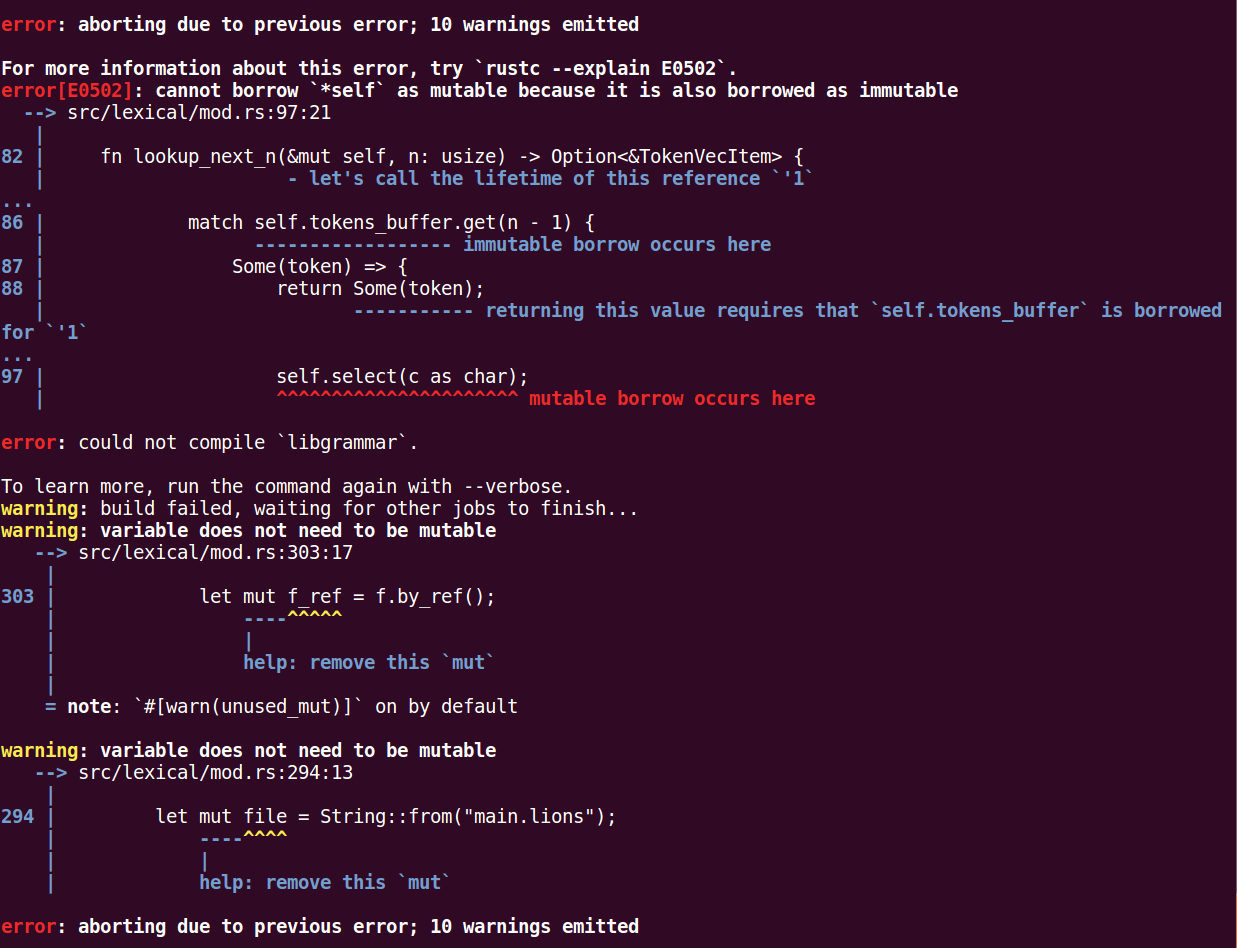 error: aborting due to previous error; 10 warnings emitted
For more information about this error, try `rustc --explain E0502`.
error[E0502]: cannot borrow `*self` as mutable because it is also borrowed as immutable
  --> src/lexical/mod.rs:97:21
   |
82 |     fn lookup_next_n(&mut self, n: usize) -> Option<&TokenVecItem> {
   |                      - let's call the lifetime of this reference `'1`
...
86 |             match self.tokens_buffer.get(n - 1) {
   |                   ------------------ immutable borrow occurs here
87 |                 Some(token) => {
88 |                     return Some(token);
   |                            ----------- returning this value requires that `self.tokens_buffer` is borrowed
for `'1`
...
97 |                     self.select(c as char);
   |                     ^^^^^^^^^^^^^^^^^^^^^^ mutable borrow occurs here
error: could not compile `libgrammar`.
To learn more, run the command again with --verbose.
warning: build failed, waiting for other jobs to finish...
warning: variable does not need to be mutable
   --> src/lexical/mod.rs:303:17
    |
303 |             let mut f_ref = f.by_ref();
    |                 ----^^^^^
    |                 |
    |                 help: remove this `mut`
    |
    = note: `#[warn(unused_mut)]` on by default
warning: variable does not need to be mutable
   --> src/lexical/mod.rs:294:13
    |
294 |         let mut file = String::from("main.lions");
    |             ----^^^^
    |             |
    |             help: remove this `mut`
error: aborting due to previous error; 10 warnings emitted